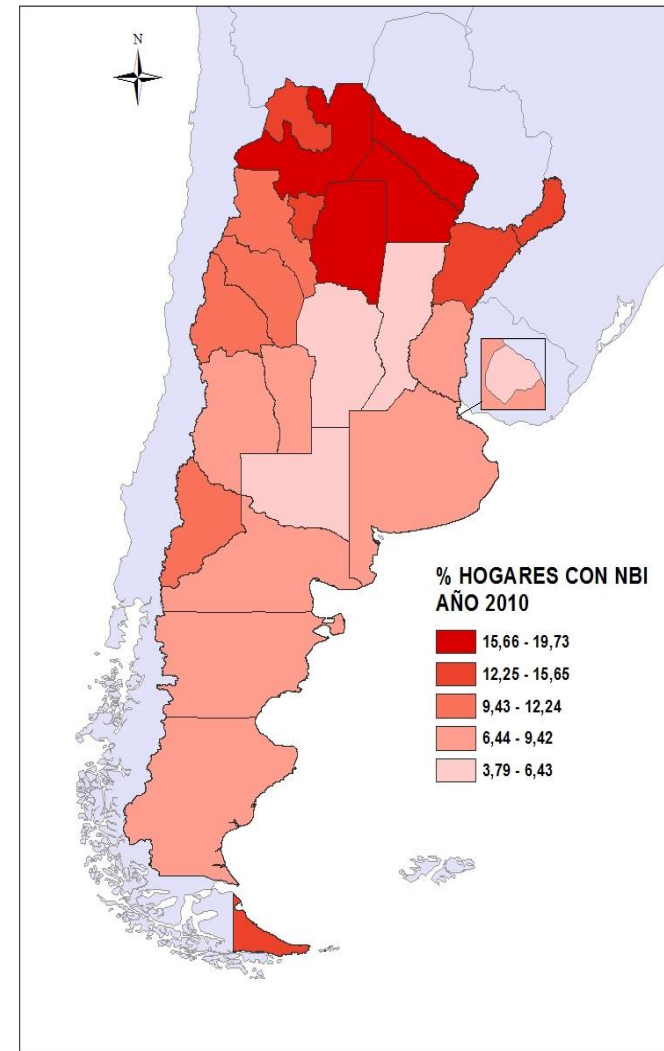 N
% HOGARES CON NBI
AÑO 2010
15,66 - 19,73
12,25 - 15,65
9,43 - 12,24
6,44 - 9,42
3,79 - 6,43